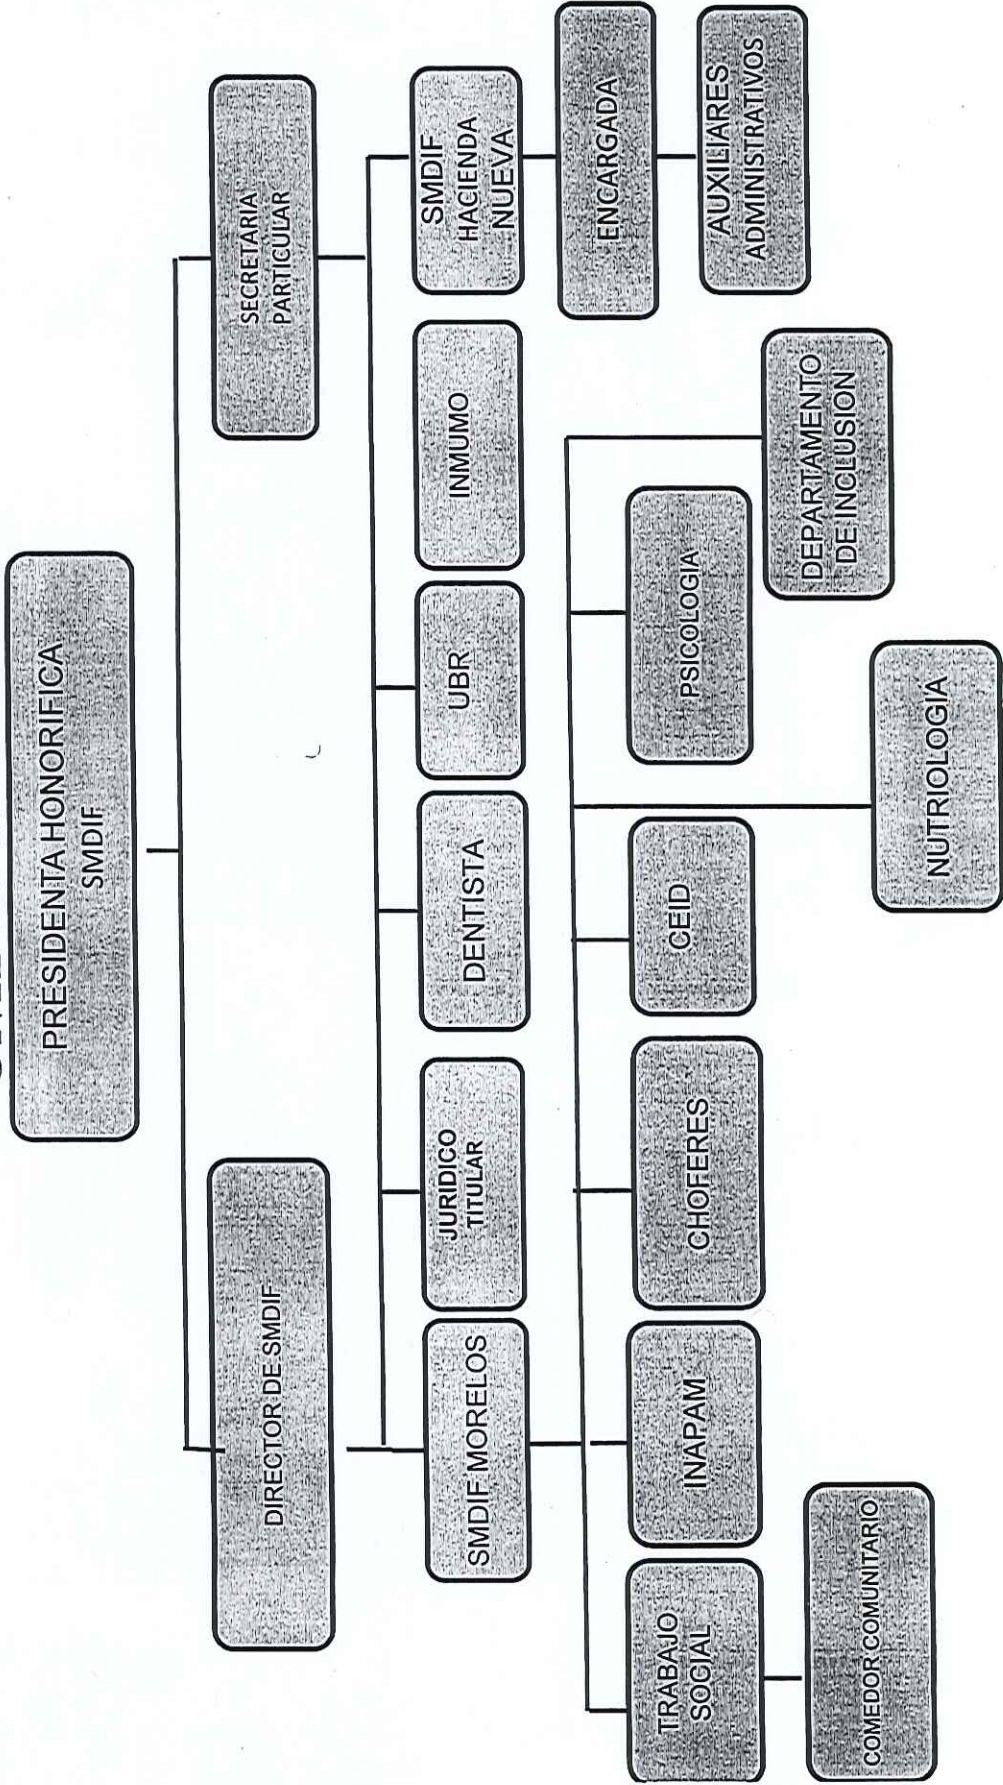 PRESIDENTA HONORIFICA
SMDIF
DIRECTOR DE SMDIF
SECRETARIA
PARTICULAR
SMDIF MORELOS
JURIDICO
TITULAR
DENTISTA
UBR
INMUMO
SMDIF
HACIENDA
NUEVA
ENCARGADA
AUXILIARES
ADMINISTRATIVOS
TRABAJO
SOCIAL
INAPAM
CHOFERES
CEID
PSICOLOGIA
DEPARTAMENTO
DE INCLUSION
NUTRIOLOGIA
COMEDOR COMUNITARIO